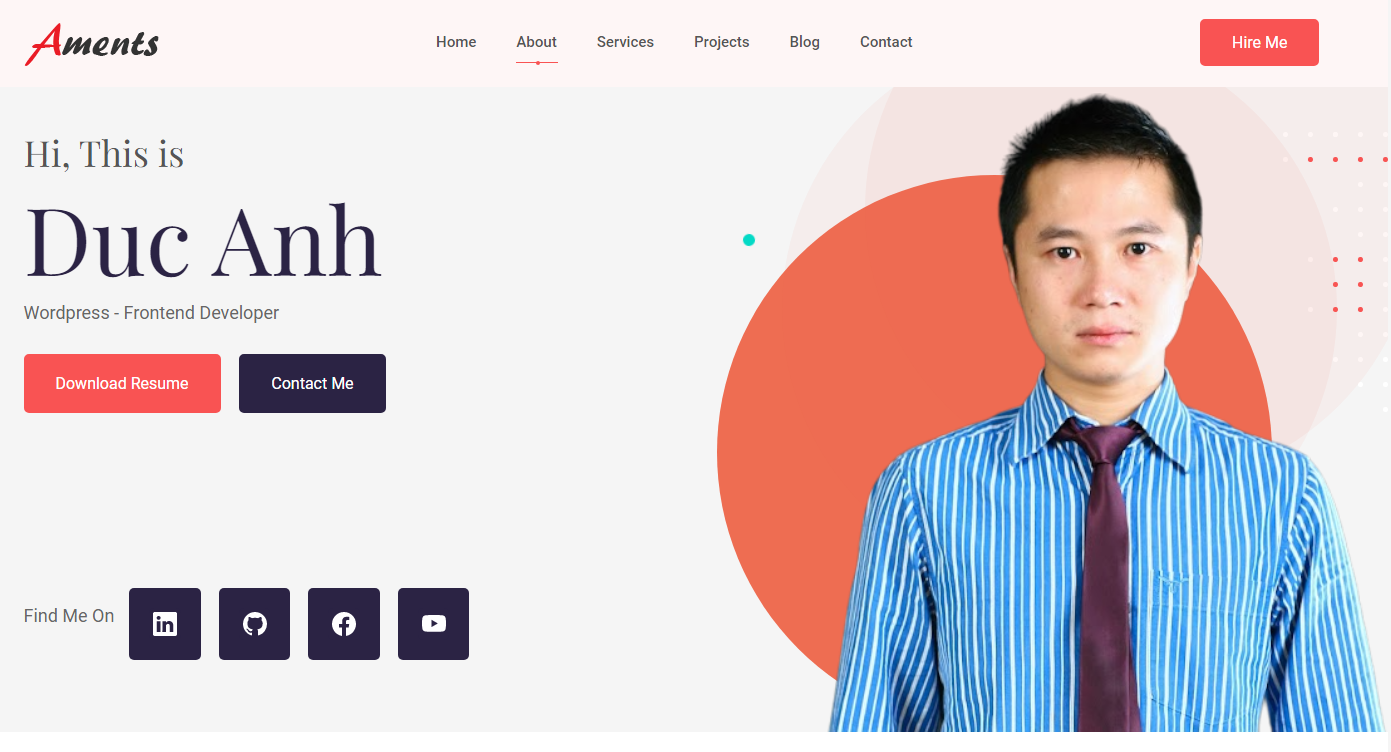 Aments
Home About Services Projects Blog Contact
Hire Me
Hi, This is
Duc Anh
Wordpress - Frontend Developer
Download Resume
Contact Me
Find Me On
in